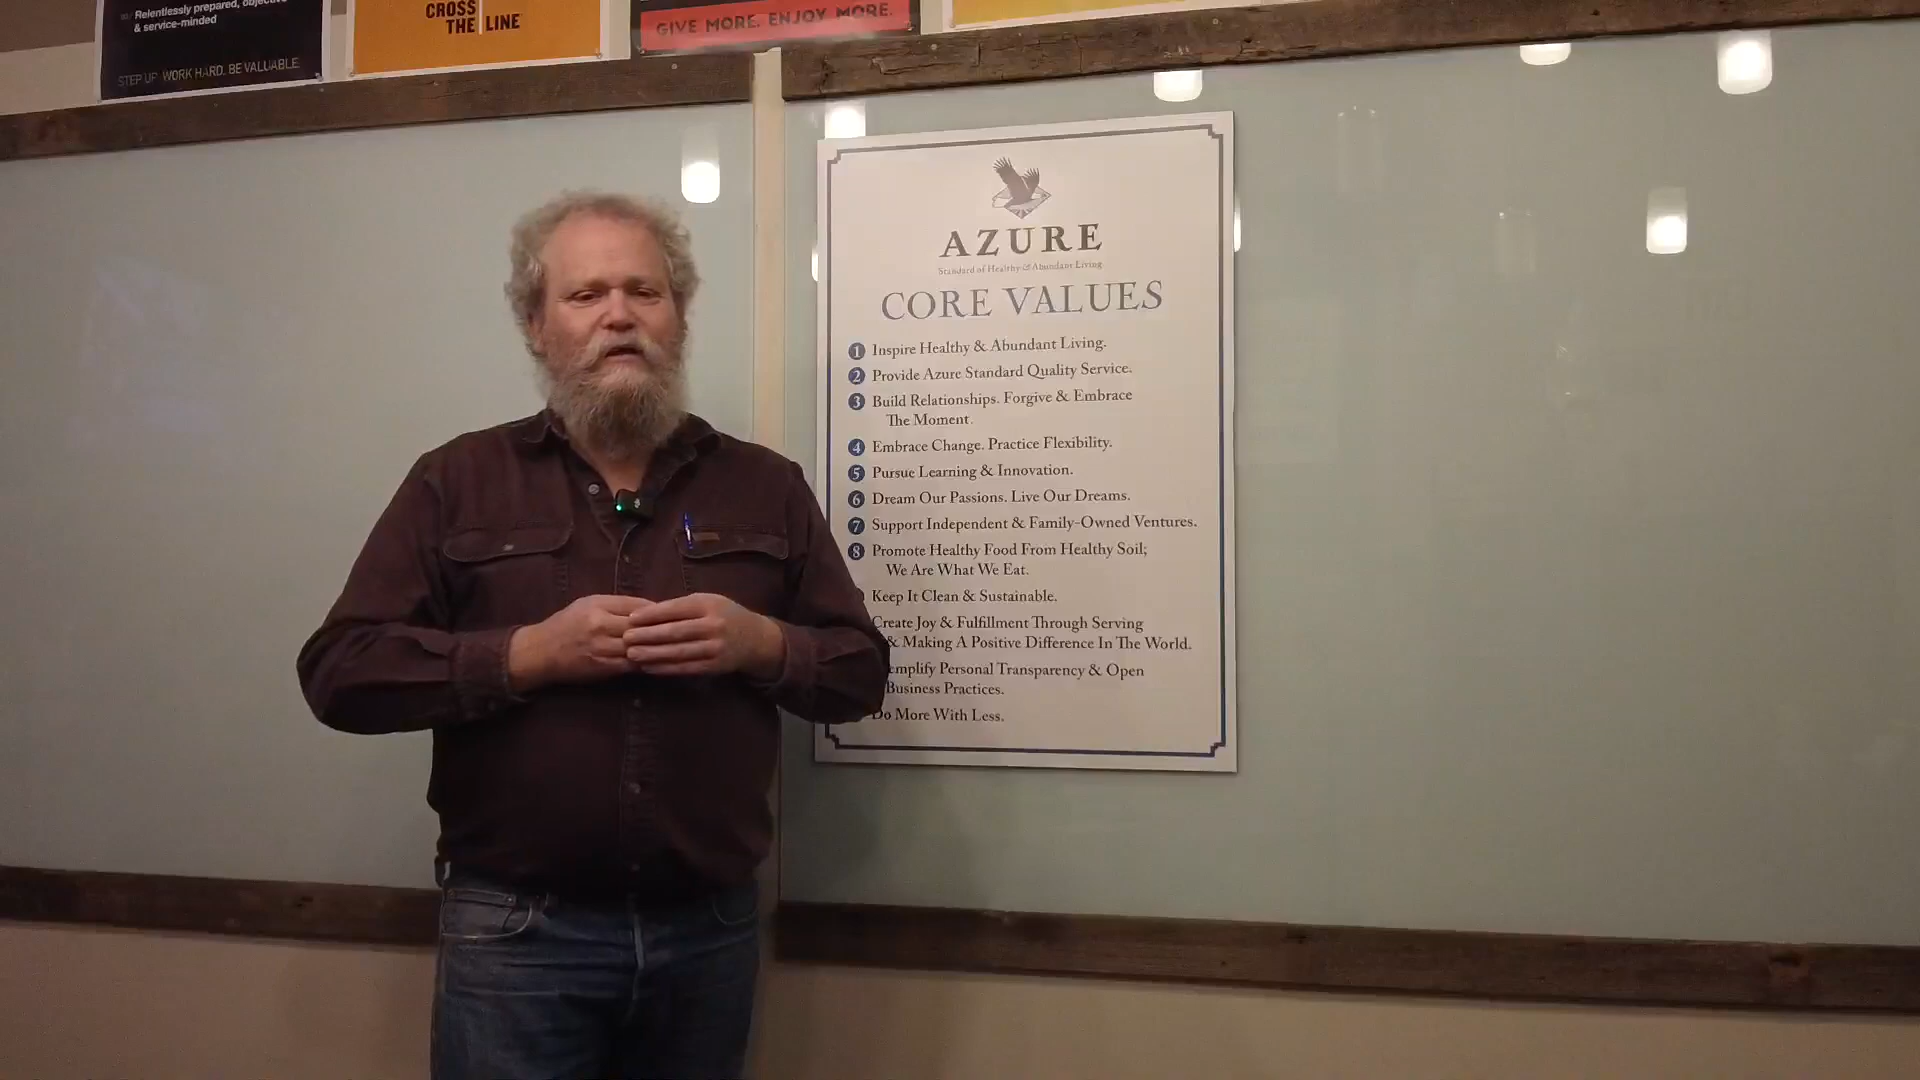 Relentlessly prepared, objective
& service-minded
STEP UP. WORK HARD. BE VALUABLE.
CROSS
THE LINE
GIVE MORE. ENJOY MORE.
AZURE
Standard of Healthy & Abundant Living
CORE VALUES
1 Inspire Healthy & Abundant Living.
2 Provide Azure Standard Quality Service.
3 Build Relationships. Forgive & Embrace
The Moment.
4 Embrace Change. Practice Flexibility.
5 Pursue Learning & Innovation.
6 Dream Our Passions. Live Our Dreams.
7 Support Independent & Family-Owned Ventures.
8 Promote Healthy Food From Healthy Soil;
We Are What We Eat.
Keep It Clean & Sustainable.
Create Joy & Fulfillment Through Serving
& Making A Positive Difference In The World.
emplify Personal Transparency & Open
Business Practices.
Do More With Less.